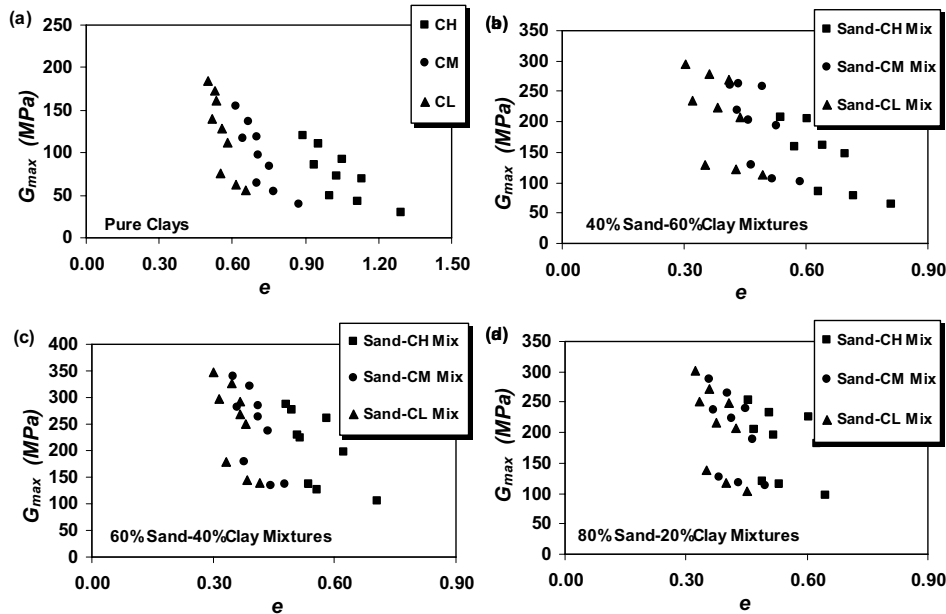 (a)
250
200
150
100
50
0
G_max (MPa)
CH
CM
CL
Pure Clays
0.00 0.30 0.60 0.90 1.20 1.50
e
(b)
350
300
250
200
150
100
50
0
G_max (MPa)
Sand-CH Mix
Sand-CM Mix
Sand-CL Mix
40% Sand-60%Clay Mixtures
0.00 0.30 0.60 0.90
e
(c)
400
350
300
250
200
150
100
50
0
G_max (MPa)
Sand-CH Mix
Sand-CM Mix
Sand-CL Mix
60% Sand-40%Clay Mixtures
0.00 0.30 0.60 0.90
e
(d)
350
300
250
200
150
100
50
0
G_max (MPa)
Sand-CH Mix
Sand-CM Mix
Sand-CL Mix
80% Sand-20%Clay Mixtures
0.00 0.30 0.60 0.90
e